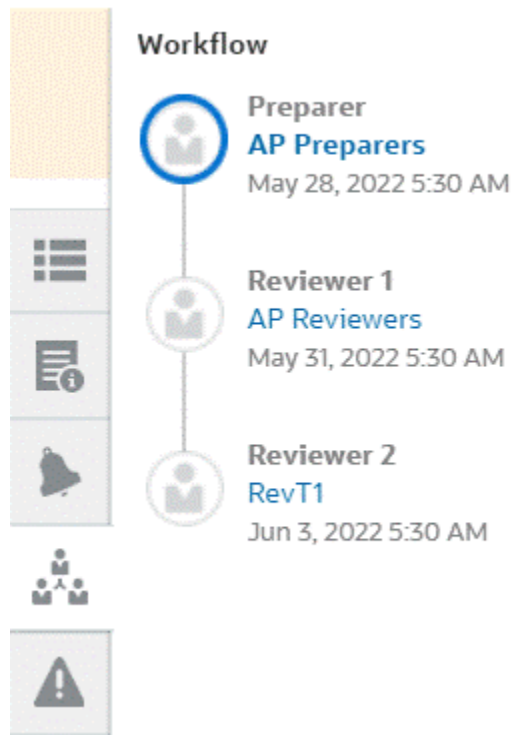 Workflow
Preparer
AP Preparers
May 28, 2022 5:30 AM
Reviewer 1
AP Reviewers
May 31, 2022 5:30 AM
Reviewer 2
RevT1
Jun 3, 2022 5:30 AM